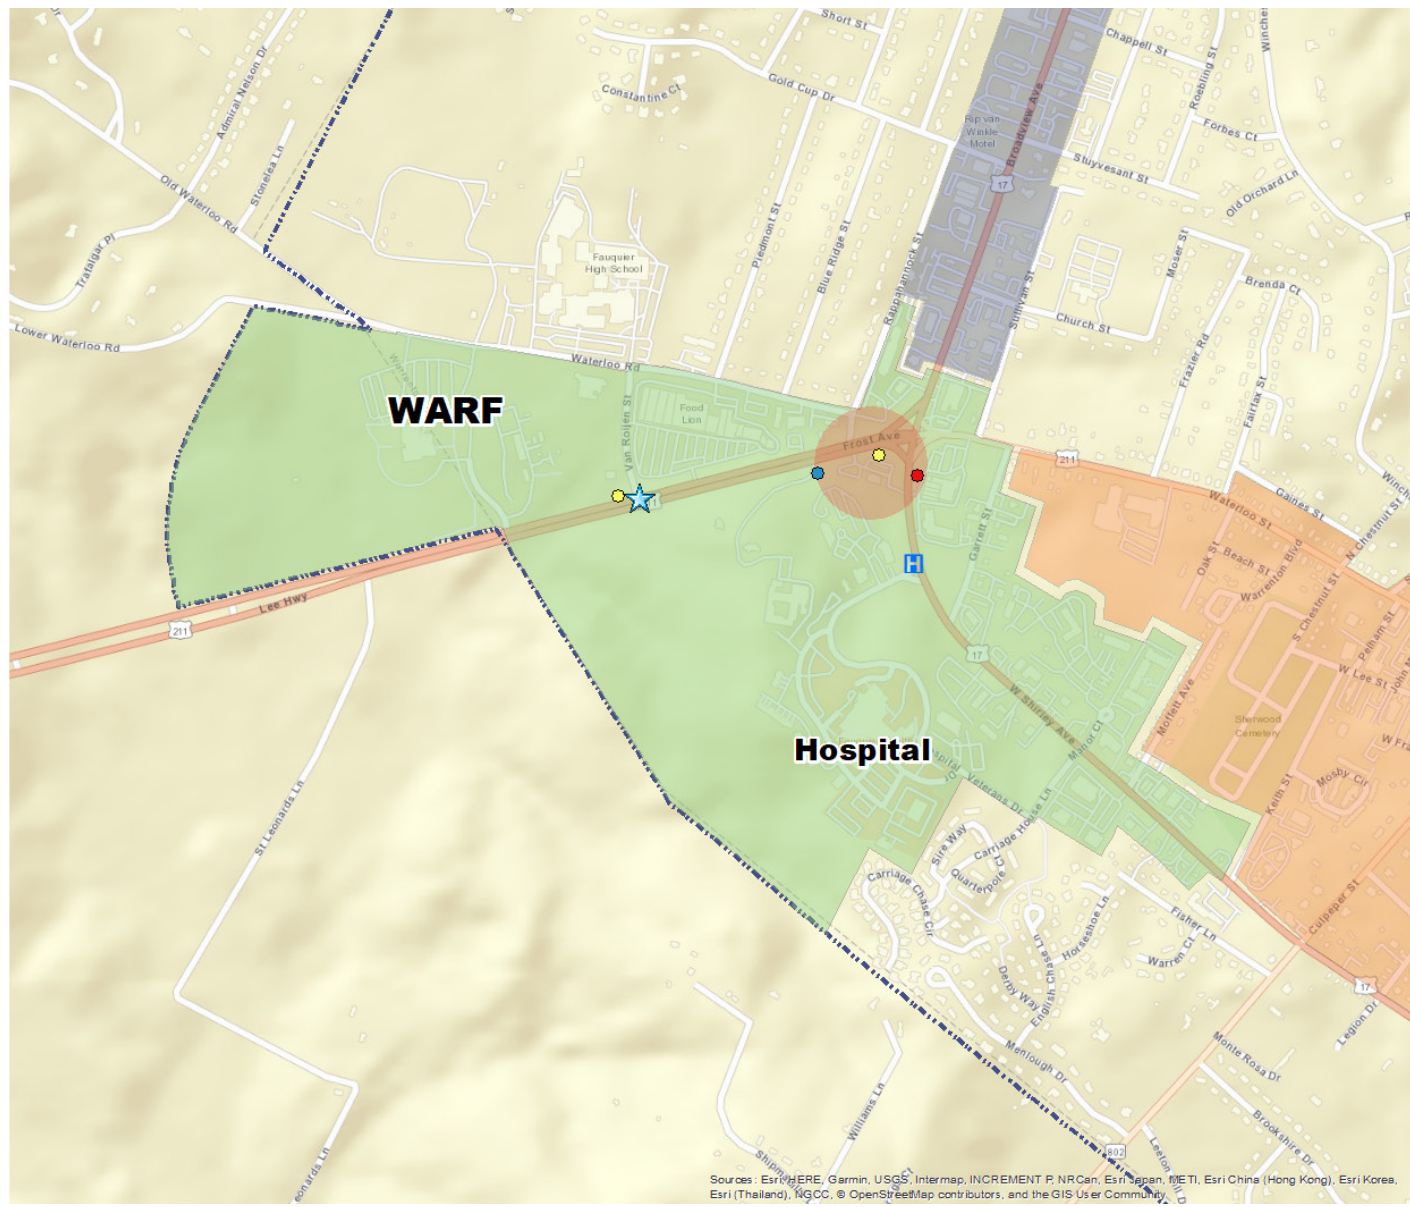 Short St
Chappell St
Admiral Nelson Dr
Gold Cup Dr
Constantine Ct
Roebling St
Broadview Ave
Rip van
Winkle
Motel
Forbes Ct
Stonelea Ln
Stuyvesant St
17
Old Waterloo Rd
Old Orchard Ln
Piedmont St
Blue Ridge St
Trafalgar Pl
Fauquier
High School
Rappahannock St
Moser St
Sullivan St
Brenda Ct
Church St
Lower Waterloo Rd
Waterloo Rd
Frazier Rd
Fairfax St
WARF
Food
Lion
Van Roijen St
Frost Ave
211
Waterloo St
Gaines St
N Chestnut St
Garrett St
Oak St
Beach St
Warrenton Blvd
H
S Chestnut St
Lee Hwy
211
Pelham St
17
W Lee St
W Shirley Ave
Moffett Ave
Manor Ct
Sherwood
Cemetery
Hospital
Veterans Dr
Mosby Cir
Keith St
St Leonards Ln
Carriage House Ln
Sire Way
Quarterpole Ct
Carriage Chase Cir
Culpeper St
Horseshoe Ln
Fisher Ln
English Chase Ln
Warren Ct
Derby Way
17
Legion Dr
Menlough Dr
Monte Rosa Dr
Williams Ln
Brookshire Dr
802
Sources: Esri, HERE, Garmin, USGS, Intermap, INCREMENT P, NRCan, Esri Japan, METI, Esri China (Hong Kong), Esri Korea,
Esri (Thailand), NGCC, © OpenStreetMap contributors, and the GIS User Community